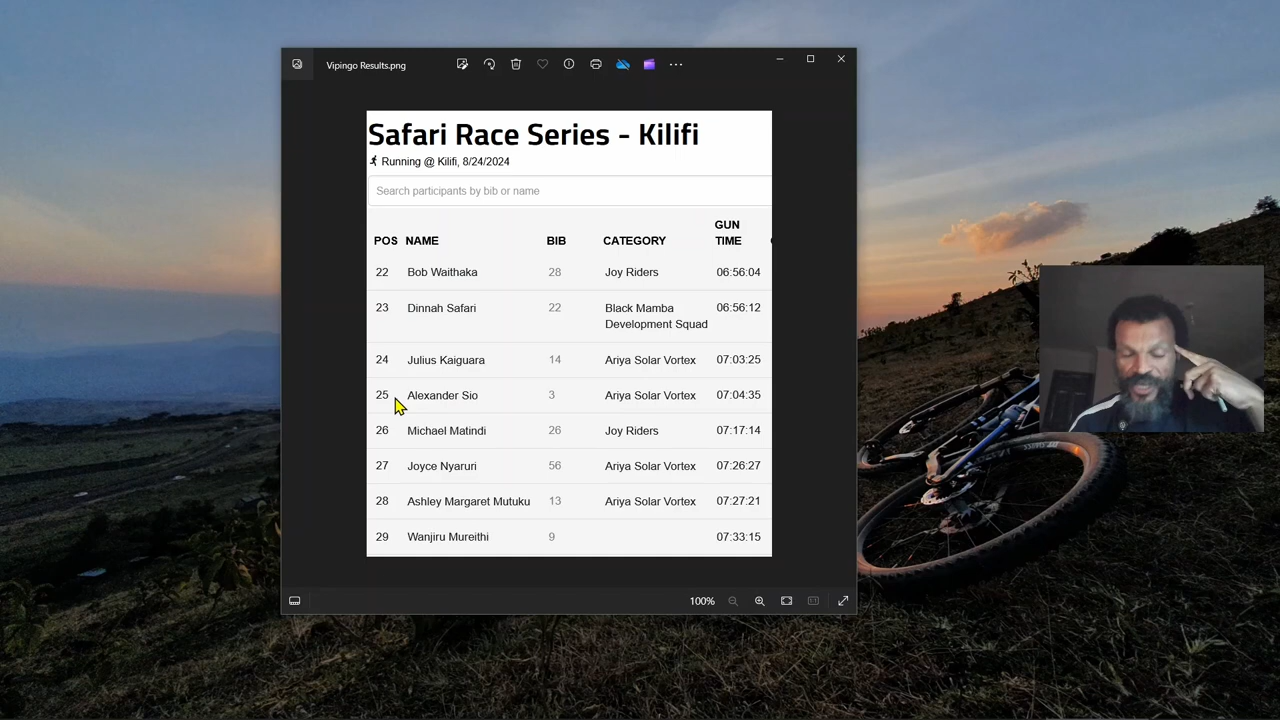 Vipingo Results.png
Safari Race Series - Kilifi
Running @ Kilifi, 8/24/2024
Search participants by bib or name
POS NAME BIB CATEGORY GUN TIME
22 Bob Waithaka 28 Joy Riders 06:56:04
23 Dinnah Safari 22 Black Mamba Development Squad 06:56:12
24 Julius Kaiguara 14 Ariya Solar Vortex 07:03:25
25 Alexander Sio 3 Ariya Solar Vortex 07:04:35
26 Michael Matindi 26 Joy Riders 07:17:14
27 Joyce Nyaruri 56 Ariya Solar Vortex 07:26:27
28 Ashley Margaret Mutuku 13 Ariya Solar Vortex 07:27:21
29 Wanjiru Mureithi 9 07:33:15
100%